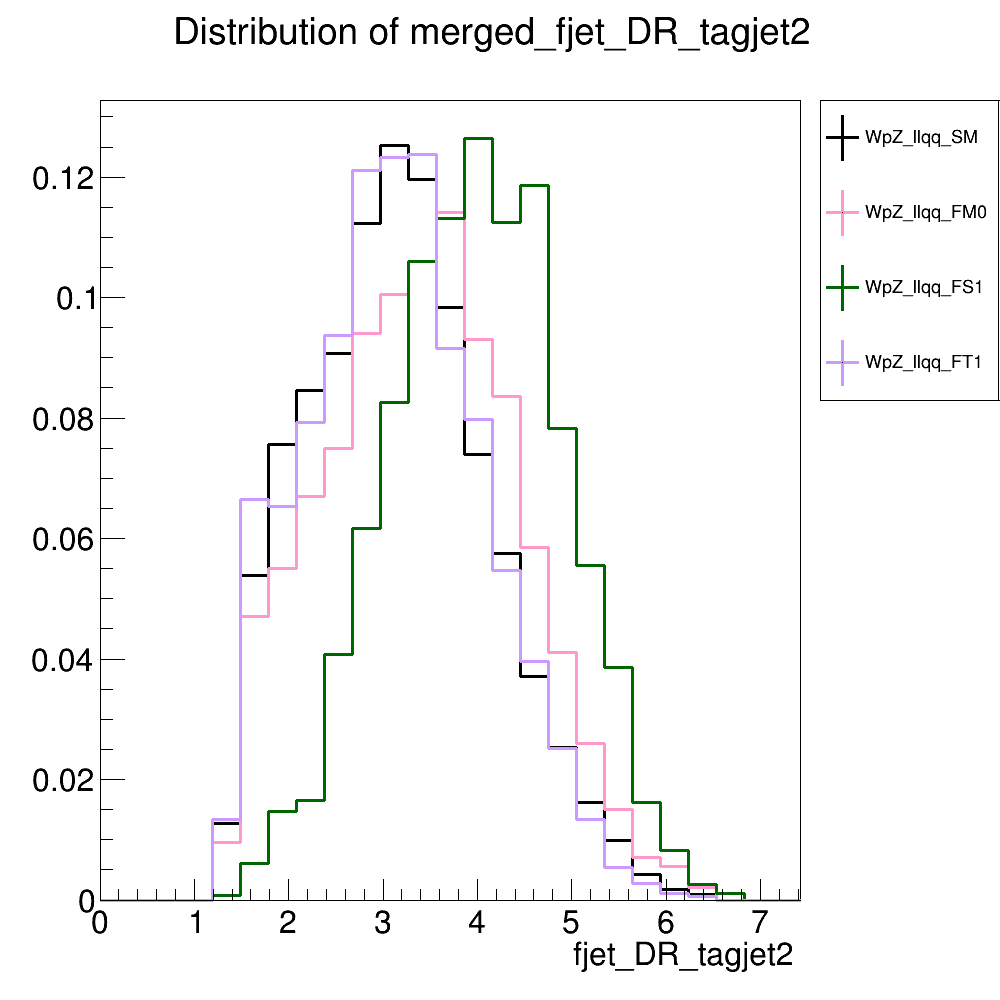 Distribution of merged_fjet_DR_tagjet2
WpZ_llqq_SM
WpZ_llqq_FM0
WpZ_llqq_FS1
WpZ_llqq_FT1
0.12
0.1
0.08
0.06
0.04
0.02
0
0 1 2 3 4 5 6 7
fjet_DR_tagjet2